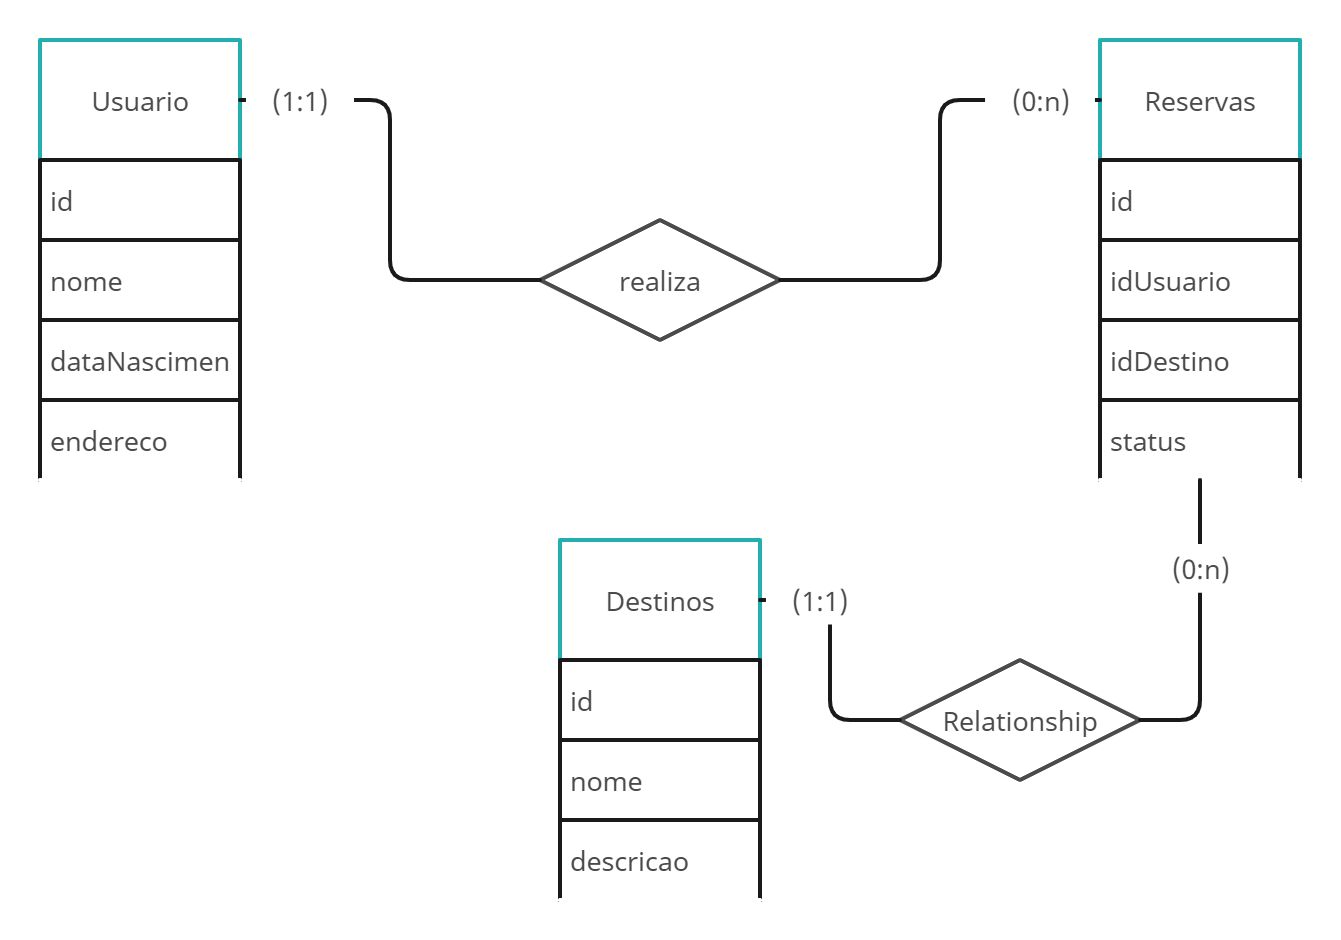 Usuario
(1:1)
(0:n)
Reservas
id
nome
dataNascimen
endereco
realiza
id
idUsuario
idDestino
status
(0:n)
Destinos
(1:1)
id
nome
descricao
Relationship